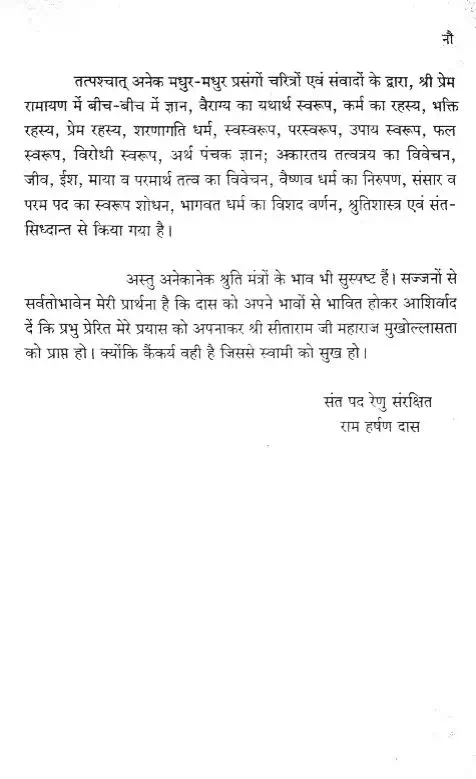 नौ
तत्पश्चात् अनेक मधुर-मधुर प्रसंगों चरित्रों एवं संवादों के द्वारा, श्री प्रेम
रामायण में बीच-बीच में ज्ञान, वैराग्य का यथार्थ स्वरूप, कर्म का रहस्य, भक्ति
रहस्य, प्रेम रहस्य, शरणागति धर्म, स्वस्वरूप, परस्वरूप, उपाय स्वरूप, फल
स्वरूप, विरोधी स्वरूप, अर्थ पंचक ज्ञान; अकारतय तत्वत्रय का विवेचन,
जीव, ईश, माया व परमार्थ तत्व का विवेचन, वैष्णव धर्म का निरुपण, संसार व
परम पद का स्वरूप शोधन, भागवत धर्म का विशद वर्णन, श्रुतिशास्त्र एवं संत-
सिध्दान्त से किया गया है।
अस्तु अनेकानेक श्रुति मंत्रों के भाव भी सुस्पष्ट हैं। सज्जनों से
सर्वतोभावेन मेरी प्रार्थना है कि दास को अपने भावों से भावित होकर आशिर्वाद
दें कि प्रभु प्रेरित मेरे प्रयास को अपनाकर श्री सीताराम जी महाराज मुखोल्लासता
को प्राप्त हो। क्योंकि कैंकर्य वही है जिससे स्वामी को सुख हो।
संत पद रेणु संरक्षित
राम हर्षण दास